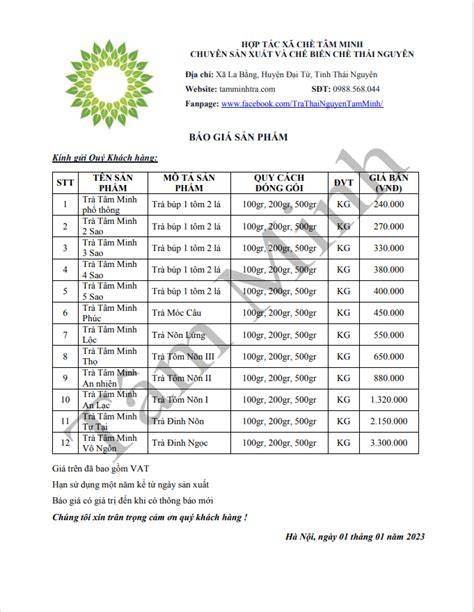 HỢP TÁC XÃ CHÈ TÂM MINH
CHUYÊN SẢN XUẤT VÀ CHẾ BIẾN CHÈ THÁI NGUYÊN
Địa chỉ: Xã La Bằng, Huyện Đại Từ, Tỉnh Thái Nguyên
Website: tamminhtra.com SĐT: 0988.568.044
Fanpage: www.facebook.com/TraThaiNguyenTamMinh/
BÁO GIÁ SẢN PHẨM
Kính gửi Quý Khách hàng:
STT TÊN SẢN PHẨM MÔ TẢ SẢN PHẨM QUY CÁCH ĐÓNG GÓI ĐVT GIÁ BÁN (VNĐ)
1 Trà Tâm Minh phổ thông Trà búp 1 tôm 2 lá 100gr, 200gr, 500gr KG 240.000
2 Trà Tâm Minh 2 Sao Trà búp 1 tôm 2 lá 100gr, 200gr, 500gr KG 270.000
3 Trà Tâm Minh 3 Sao Trà búp 1 tôm 2 lá 100gr, 200gr, 500gr KG 330.000
4 Trà Tâm Minh 4 Sao Trà búp 1 tôm 2 lá 100gr, 200gr, 500gr KG 380.000
5 Trà Tâm Minh 5 Sao Trà búp 1 tôm 2 lá 100gr, 200gr, 500gr KG 400.000
6 Trà Tâm Minh Phúc Trà Móc Câu 100gr, 200gr, 500gr KG 450.000
7 Trà Tâm Minh Lộc Trà Nõn Lửng 100gr, 200gr, 500gr KG 550.000
8 Trà Tâm Minh Thọ Trà Tôm Nõn III 100gr, 200gr, 500gr KG 650.000
9 Trà Tâm Minh An nhiên Trà Tôm Nõn II 100gr, 200gr, 500gr KG 880.000
10 Trà Tâm Minh An Lạc Trà Tôm Nõn I 100gr, 200gr, 500gr KG 1.320.000
11 Trà Tâm Minh Tự Tại Trà Đinh Nõn 100gr, 200gr, 500gr KG 2.150.000
12 Trà Tâm Minh Vô Ngôn Trà Đinh Ngọc 100gr, 200gr, 500gr KG 3.300.000
Giá trên đã bao gồm VAT
Hạn sử dụng một năm kể từ ngày sản xuất
Báo giá có giá trị đến khi có thông báo mới
Chúng tôi xin trân trọng cảm ơn quý khách hàng !
Hà Nội, ngày 01 tháng 01 năm 2023
Tâm Minh